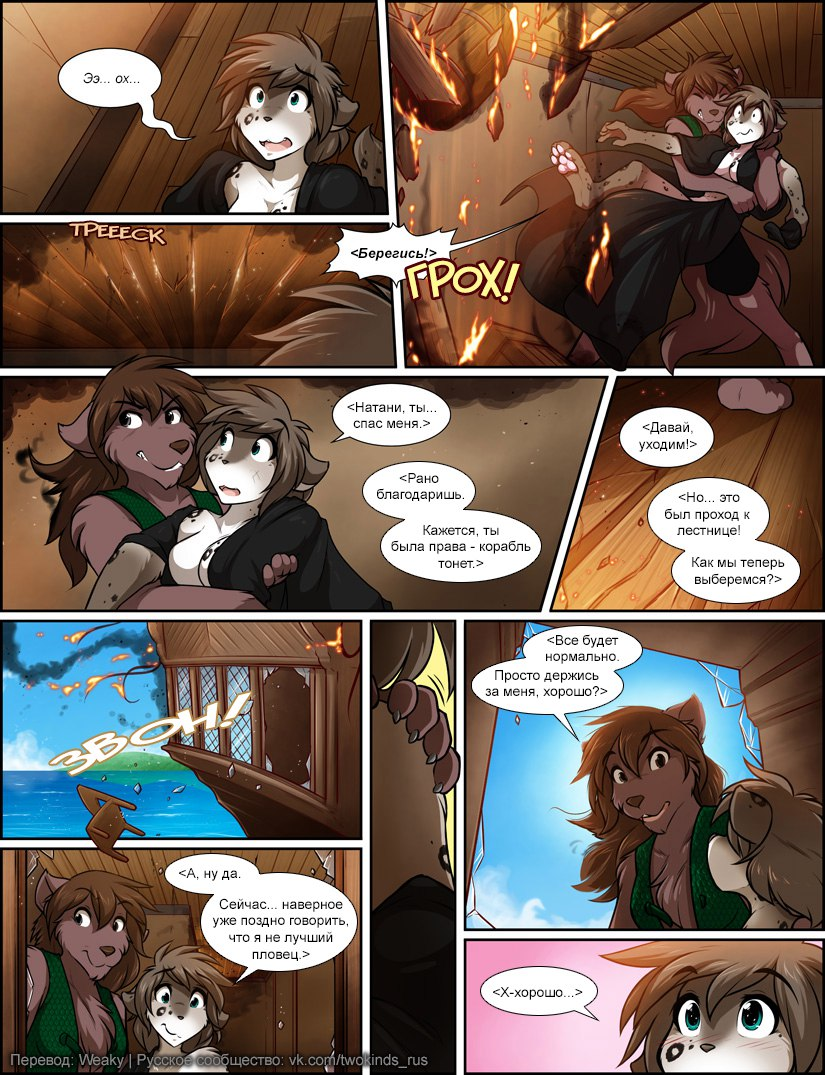 Ээ... ох...
ТРЕЕЕСК
<Берегись!>
ГРОХ!
<Натани, ты...
спас меня.>
<Рано
благодаришь.
Кажется, ты
была права - корабль
тонет.>
<Давай,
уходим!>
<Но... это
был проход к
лестнице!
Как мы теперь
выберемся?>
ЗВОН!
<Все будет
нормально.
Просто держись
за меня, хорошо?>
<А, ну да.
Сейчас... наверное
уже поздно говорить,
что я не лучший
пловец.>
<Х-хорошо...>
Перевод: Weaky | Русское сообщество: vk.com/twokinds_rus